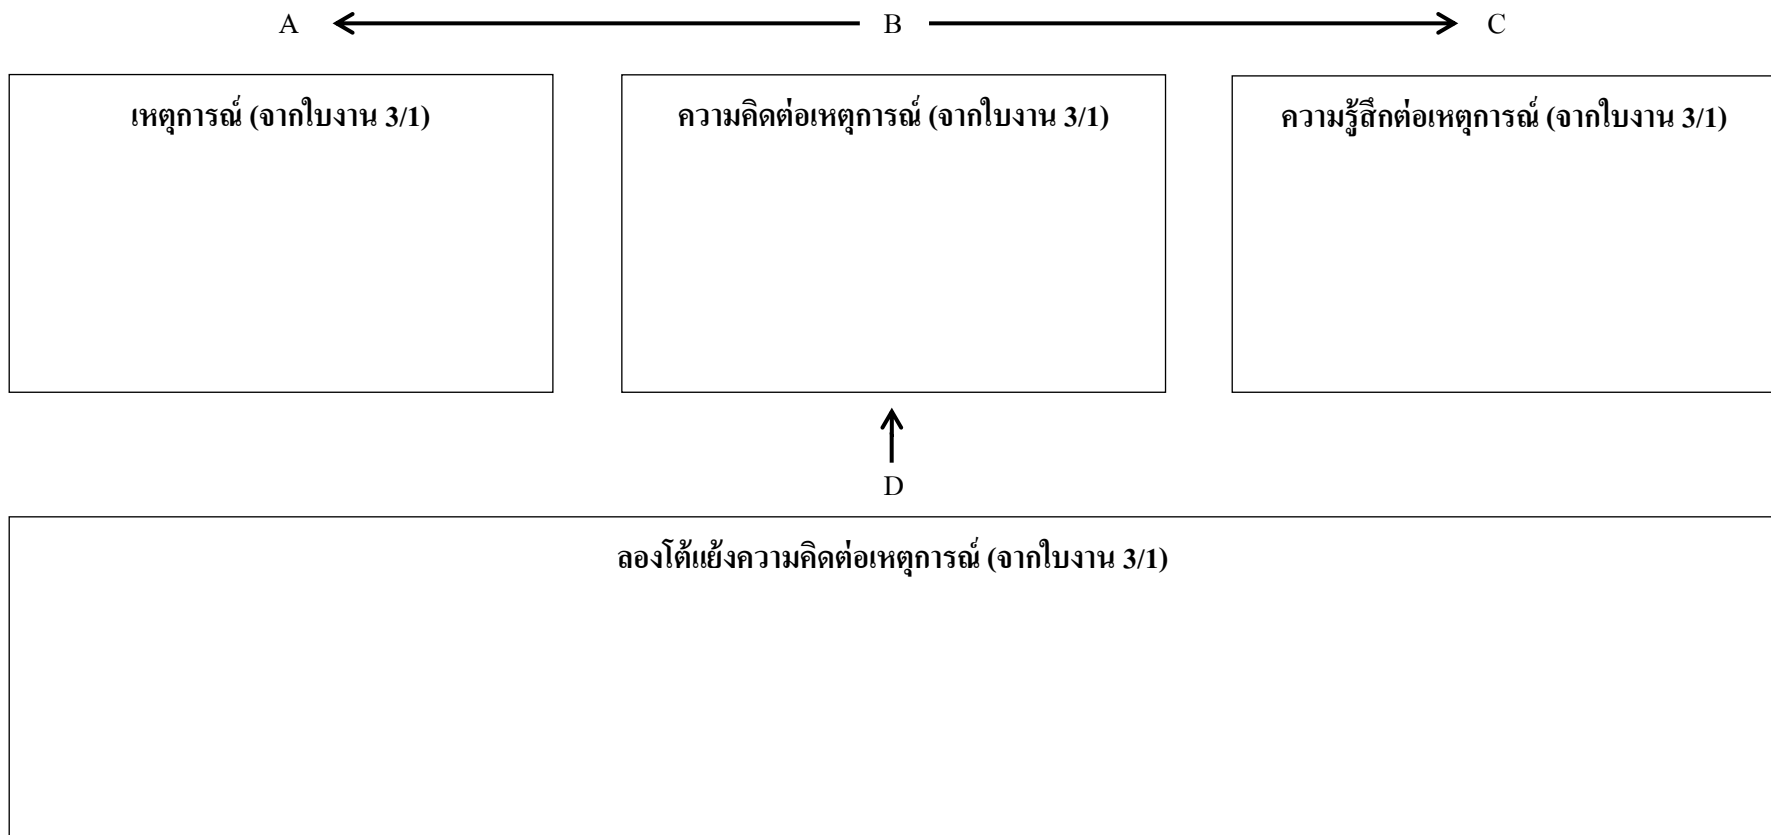 A B C
เหตุการณ์ (จากใบงาน 3/1)
ความคิดต่อเหตุการณ์ (จากใบงาน 3/1)
ความรู้สึกต่อเหตุการณ์ (จากใบงาน 3/1)
D
ลองโต้แย้งความคิดต่อเหตุการณ์ (จากใบงาน 3/1)